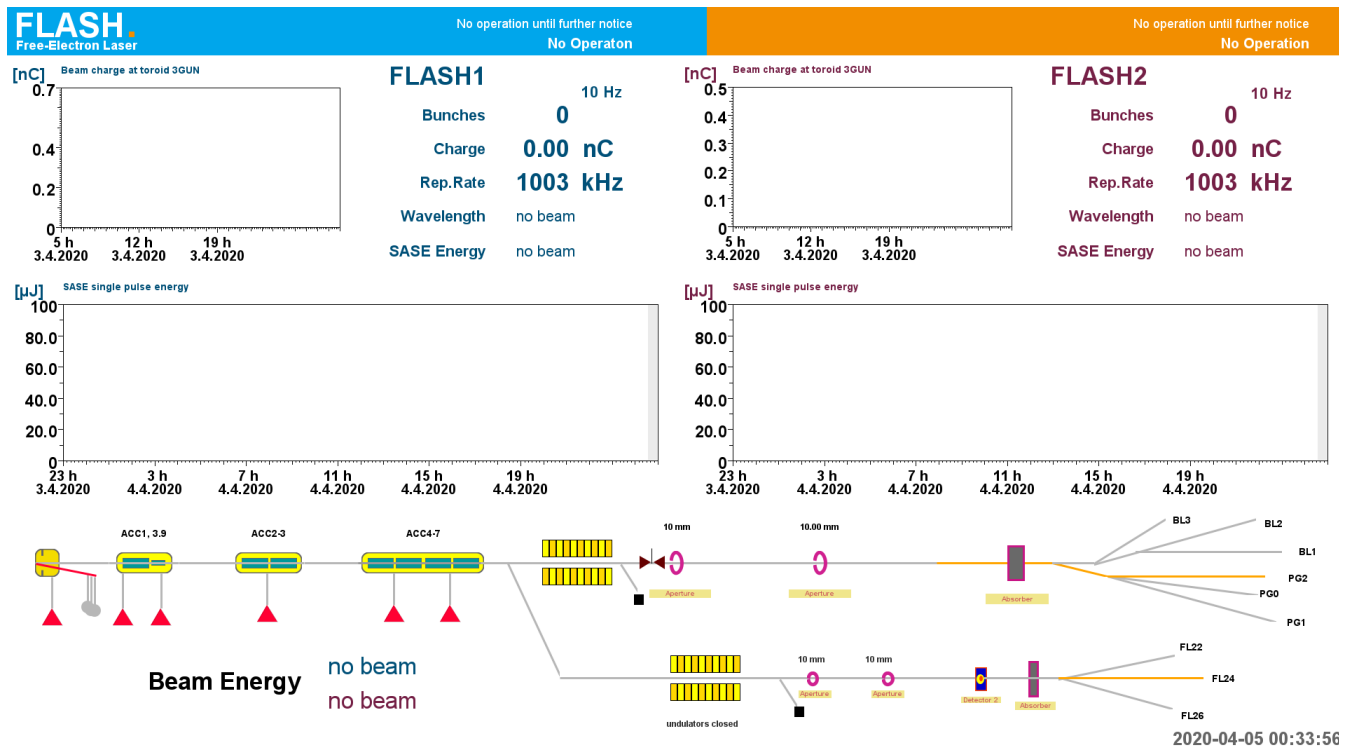 FLASH.
Free-Electron Laser
No operation until further notice
No Operaton
No operation until further notice
No Operation
[nC] Beam charge at toroid 3GUN
0.7
0.4
0.2
0
5 h 12 h 19 h
3.4.2020 3.4.2020 3.4.2020
FLASH1
10 Hz
Bunches 0
Charge 0.00 nC
Rep.Rate 1003 kHz
Wavelength no beam
SASE Energy no beam
[nC] Beam charge at toroid 3GUN
0.5
0.4
0.3
0.2
0.1
0
5 h 12 h 19 h
3.4.2020 3.4.2020 3.4.2020
FLASH2
10 Hz
Bunches 0
Charge 0.00 nC
Rep.Rate 1003 kHz
Wavelength no beam
SASE Energy no beam
[µJ] SASE single pulse energy
100
80.0
60.0
40.0
20.0
0
23 h 3 h 7 h 11 h 15 h 19 h
3.4.2020 4.4.2020 4.4.2020 4.4.2020 4.4.2020 4.4.2020
[µJ] SASE single pulse energy
100
80.0
60.0
40.0
20.0
0
23 h 3 h 7 h 11 h 15 h 19 h
3.4.2020 4.4.2020 4.4.2020 4.4.2020 4.4.2020 4.4.2020
ACC1, 3.9 ACC2-3 ACC4-7
10 mm 10.00 mm
Aperture Aperture Absorber
BL3
BL2
BL1
PG2
PG0
PG1
Beam Energy
no beam
no beam
undulators closed
10 mm 10 mm
Aperture Aperture Detector 2 Absorber
FL22
FL24
FL26
2020-04-05 00:33:56